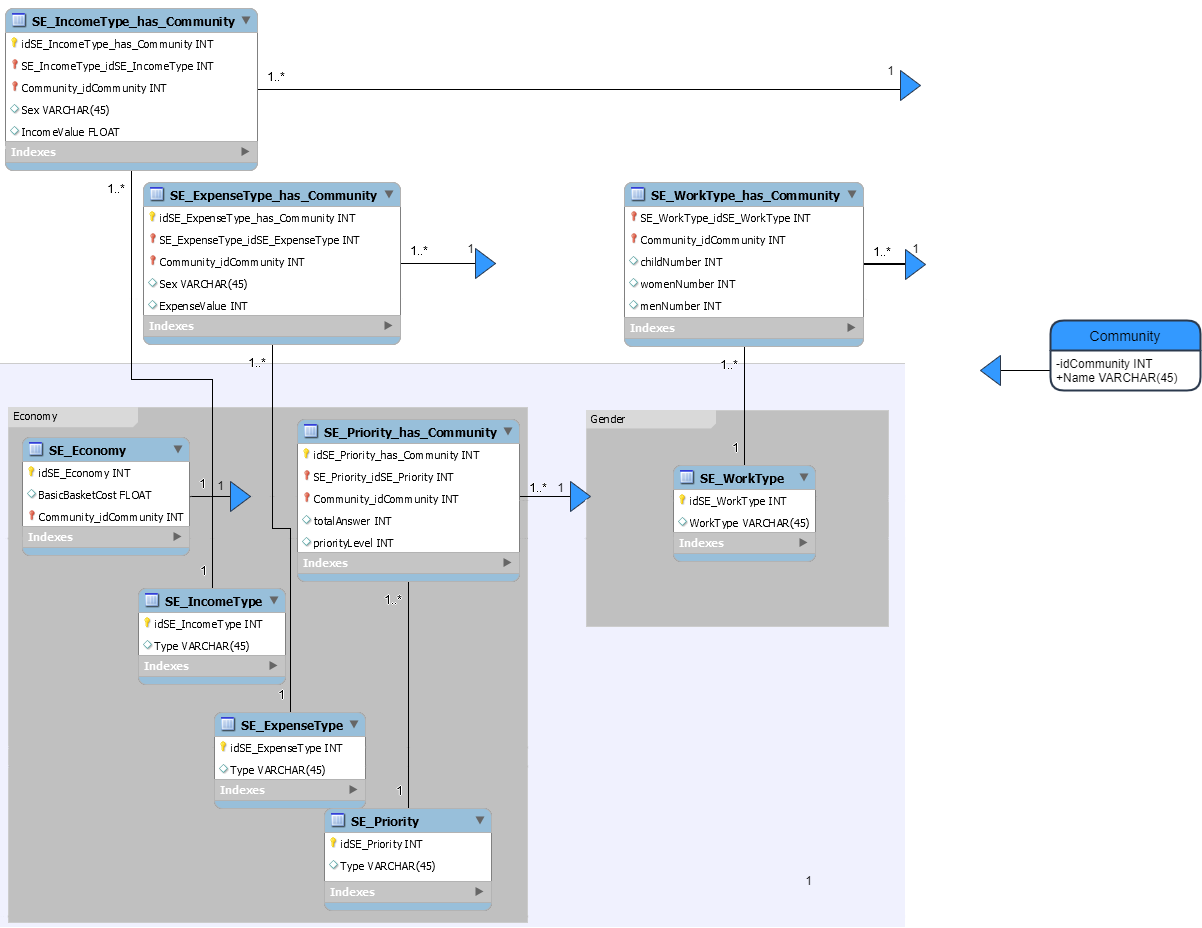 SE_IncomeType_has_Community
idSE_IncomeType_has_Community INT
SE_IncomeType_idSE_IncomeType INT
Community_idCommunity INT
Sex VARCHAR(45)
IncomeValue FLOAT
Indexes
1..*
1
1..*
SE_ExpenseType_has_Community
idSE_ExpenseType_has_Community INT
SE_ExpenseType_idSE_ExpenseType INT
Community_idCommunity INT
Sex VARCHAR(45)
ExpenseValue INT
Indexes
1..*
1
1..*
SE_WorkType_has_Community
SE_WorkType_idSE_WorkType INT
Community_idCommunity INT
childNumber INT
womenNumber INT
menNumber INT
Indexes
1..*
1
1..*
Community
-idCommunity INT
+Name VARCHAR(45)
Economy
SE_Economy
idSE_Economy INT
BasicBasketCost FLOAT
Community_idCommunity INT
Indexes
1
1
SE_Priority_has_Community
idSE_Priority_has_Community INT
SE_Priority_idSE_Priority INT
Community_idCommunity INT
totalAnswer INT
priorityLevel INT
Indexes
1..*
1
1..*
Gender
1
SE_WorkType
idSE_WorkType INT
WorkType VARCHAR(45)
Indexes
1
SE_IncomeType
idSE_IncomeType INT
Type VARCHAR(45)
Indexes
1
SE_ExpenseType
idSE_ExpenseType INT
Type VARCHAR(45)
Indexes
1
SE_Priority
idSE_Priority INT
Type VARCHAR(45)
Indexes
1